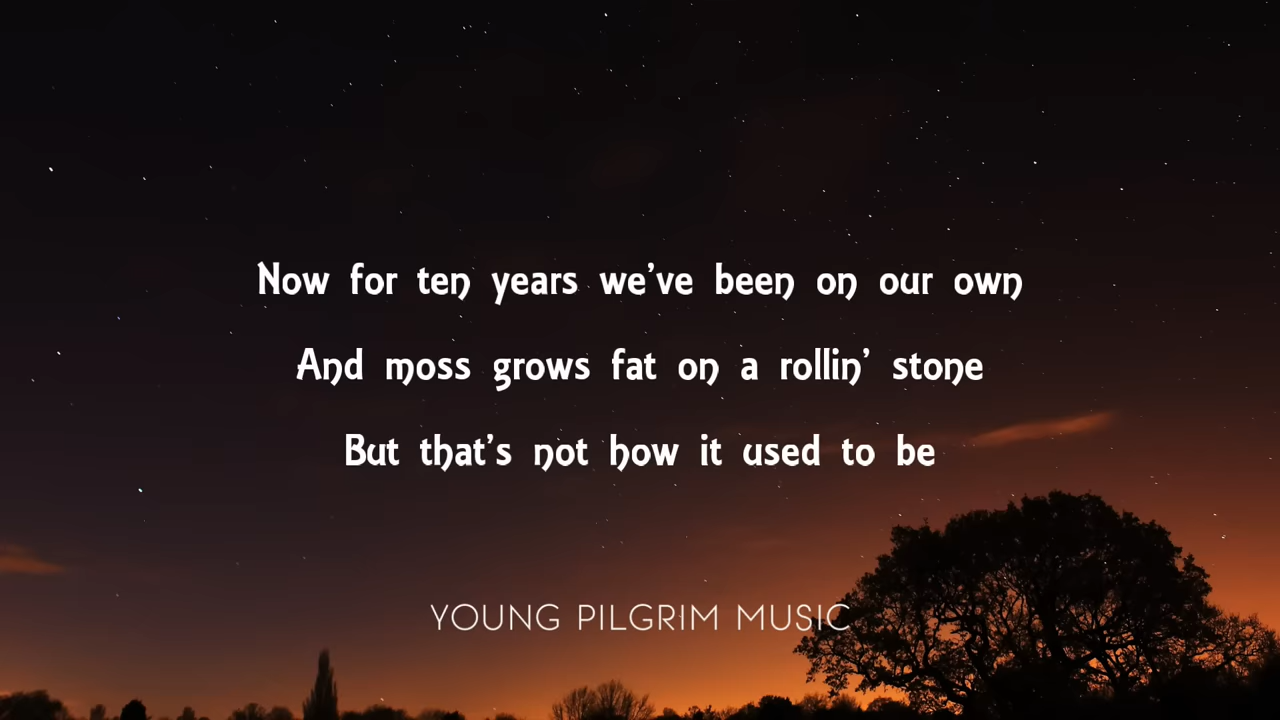 Now for ten years we've been on our own
And moss grows fat on a rollin' stone
But that's not how it used to be
YOUNG PILGRIM MUSIC